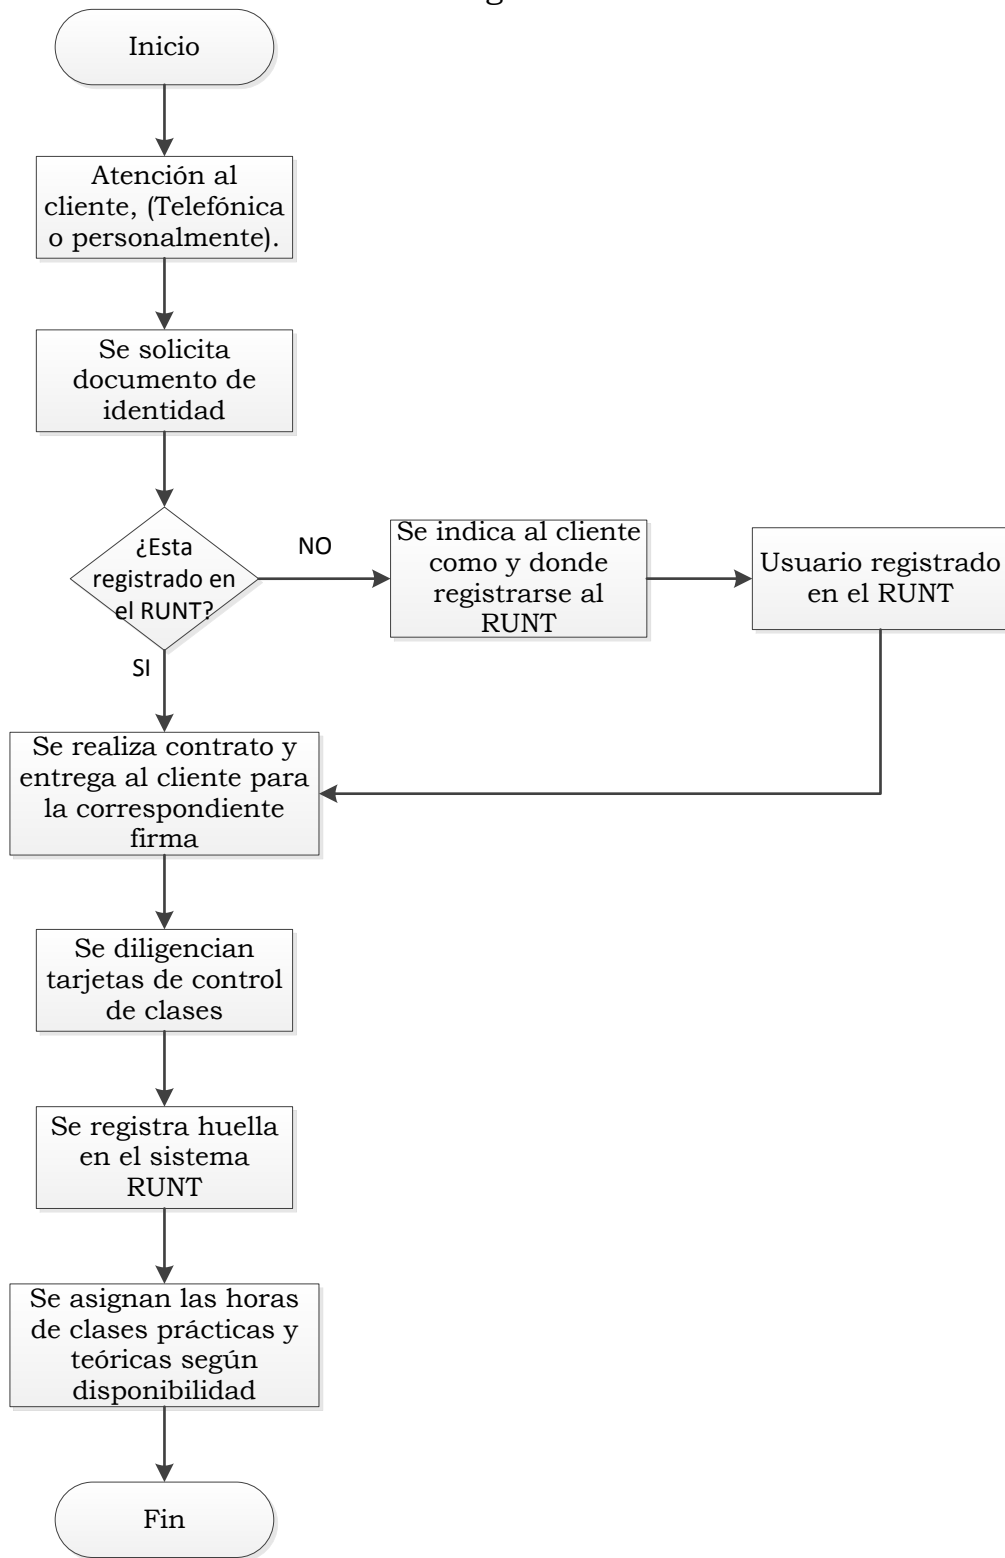 Inicio
Atención al
cliente, (Telefónica
o personalmente).
Se solicita
documento de
identidad
¿Esta
registrado en
el RUNT?
NO
Se indica al cliente
como y donde
registrarse al
RUNT
Usuario registrado
en el RUNT
SI
Se realiza contrato y
entrega al cliente para
la correspondiente
firma
Se diligencian
tarjetas de control
de clases
Se registra huella
en el sistema
RUNT
Se asignan las horas
de clases prácticas y
teóricas según
disponibilidad
Fin